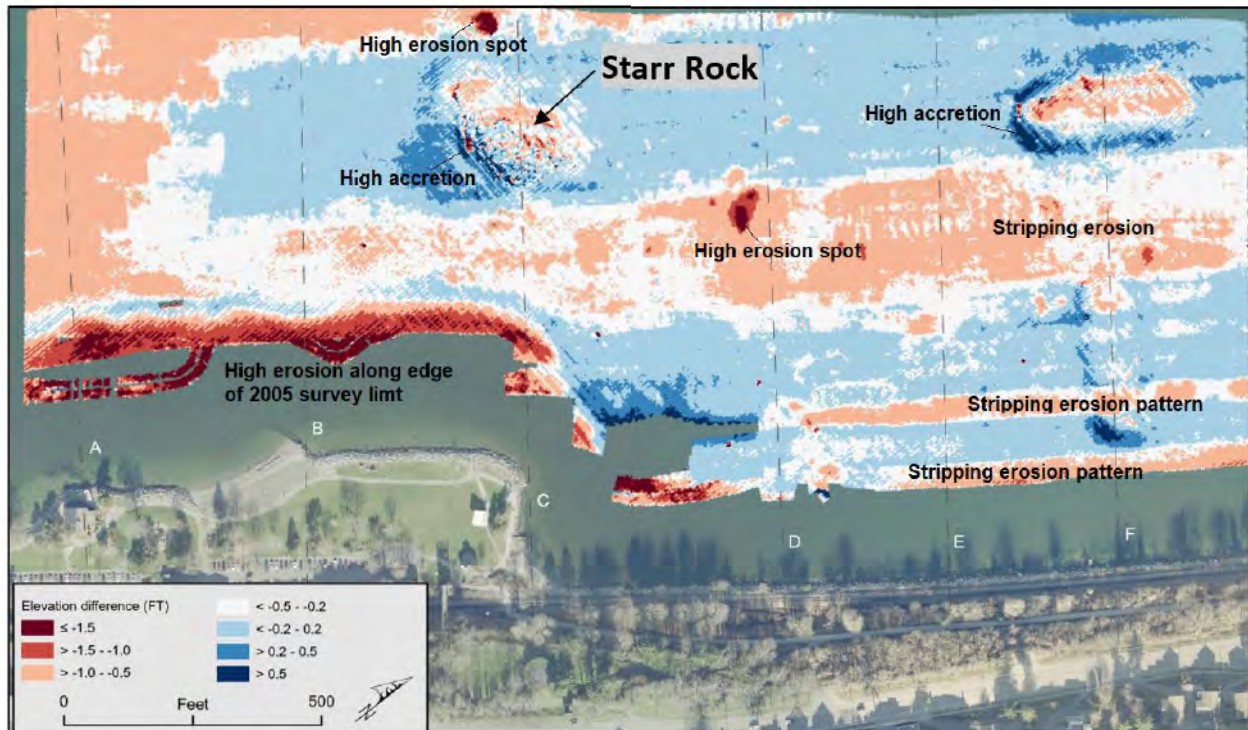 High erosion spot
Starr Rock
High accretion
High accretion
Stripping erosion
High erosion spot
High erosion along edge
of 2005 survey limt
Stripping erosion pattern
Stripping erosion pattern
A
B
C
D
E
F
Elevation difference (FT)
≤ -1.5
> -1.5 - -1.0
> -1.0 - -0.5
< -0.5 - -0.2
< -0.2 - 0.2
> 0.2 - 0.5
> 0.5
0
Feet
500
N